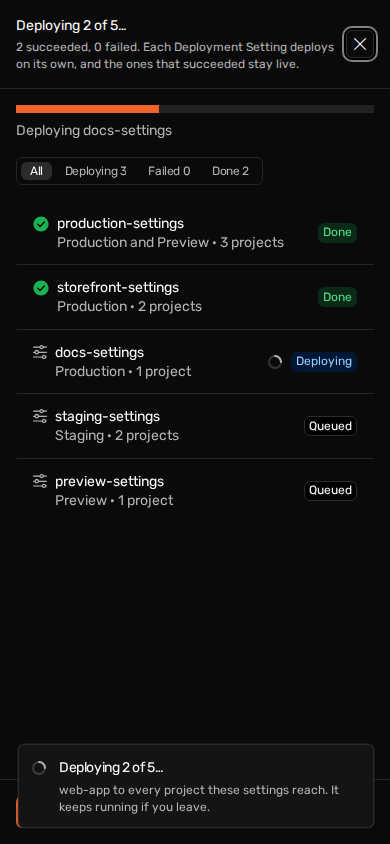 Deploying 2 of 5...
2 succeeded, 0 failed. Each Deployment Setting deploys
on its own, and the ones that succeeded stay live.
Deploying docs-settings
All Deploying 3 Failed 0 Done 2
production-settings
Production and Preview • 3 projects
Done
storefront-settings
Production • 2 projects
Done
docs-settings
Production • 1 project
Deploying
staging-settings
Staging • 2 projects
Queued
preview-settings
Preview • 1 project
Queued
Deploying 2 of 5...
web-app to every project these settings reach. It
keeps running if you leave.